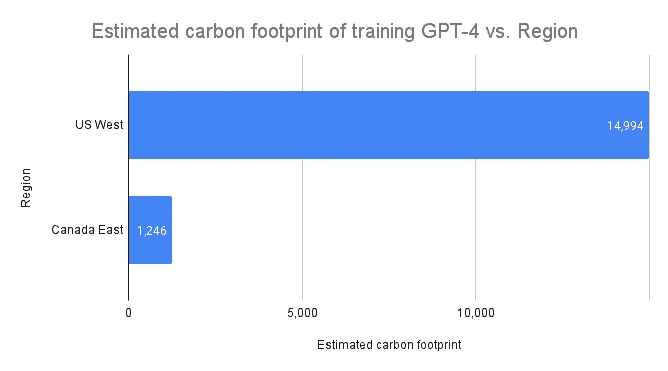 Estimated carbon footprint of training GPT-4 vs. Region
Region
US West
14,994
Canada East
1,246
0
5,000
10,000
Estimated carbon footprint